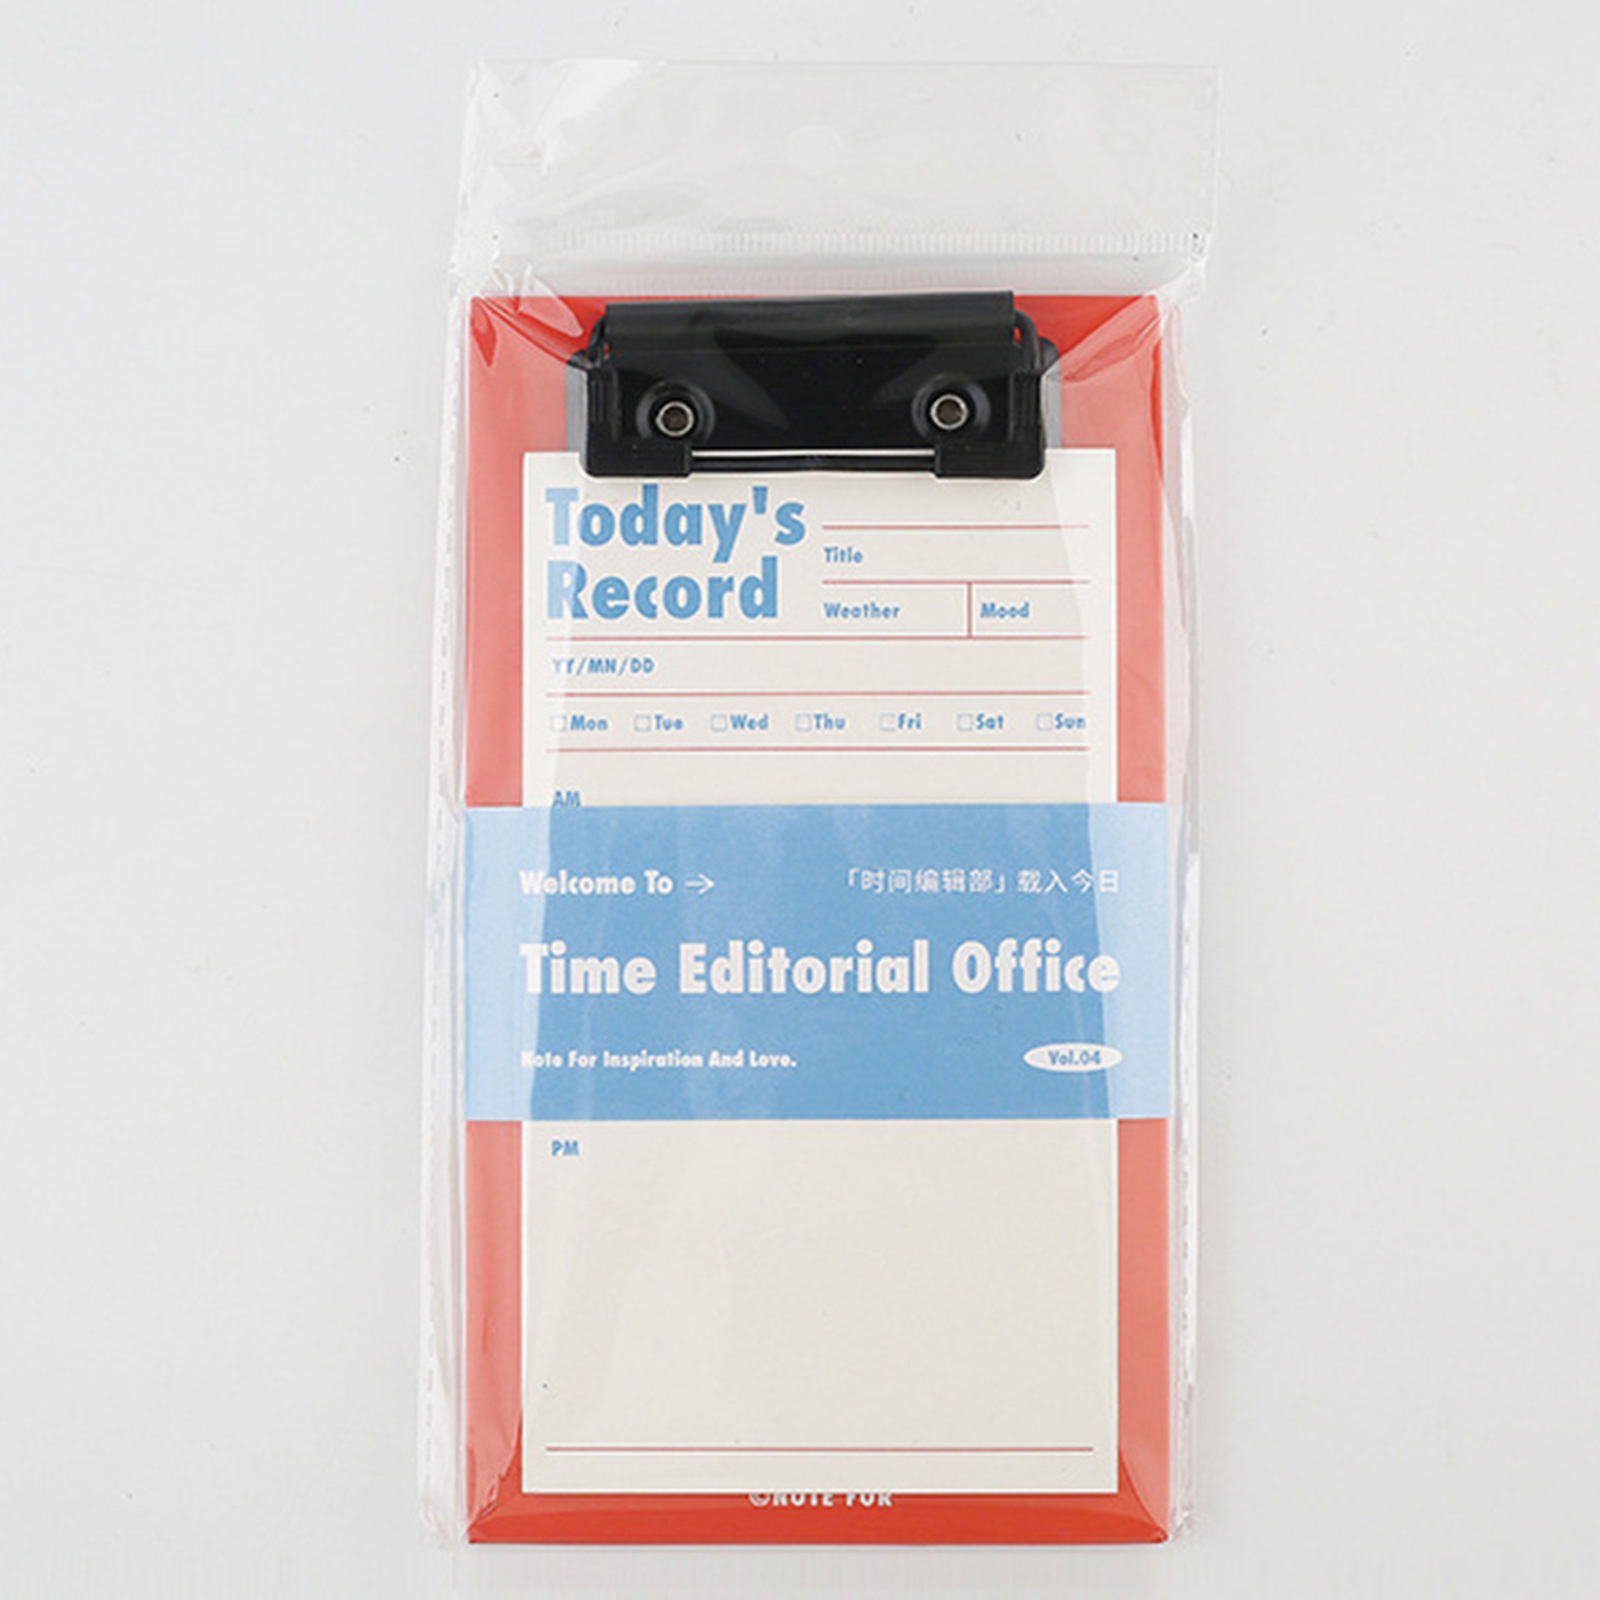 Today's
Record
Title
Weather Mood
YY/MN/DD
Mon Tue Wed Thu Fri Sat Sun
AM
Welcome To → 「时间编辑部」载入今日
Time Editorial Office
Note For Inspiration And Love. Vol.04
PM
©NOTE FOR